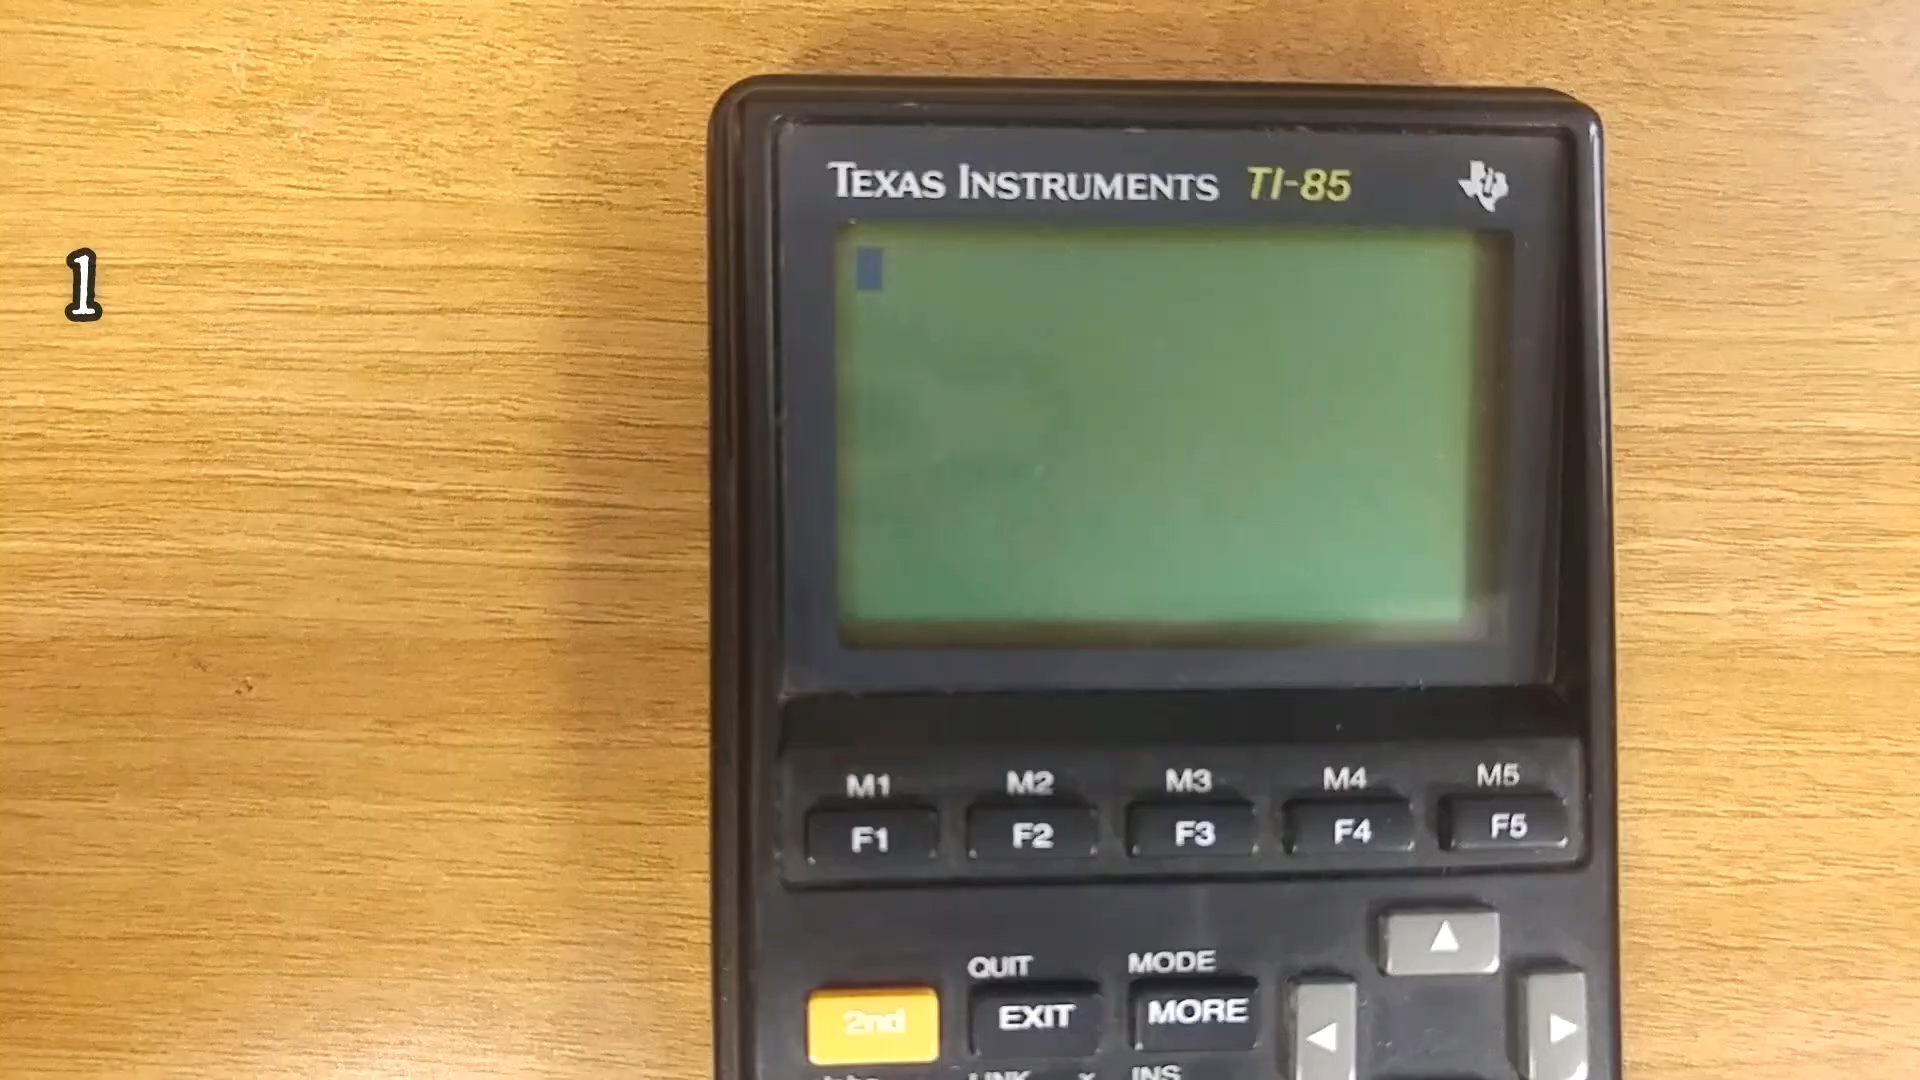 1
TEXAS INSTRUMENTS TI-85
M1 M2 M3 M4 M5
F1 F2 F3 F4 F5
QUIT MODE
2nd EXIT MORE
LINK x INS